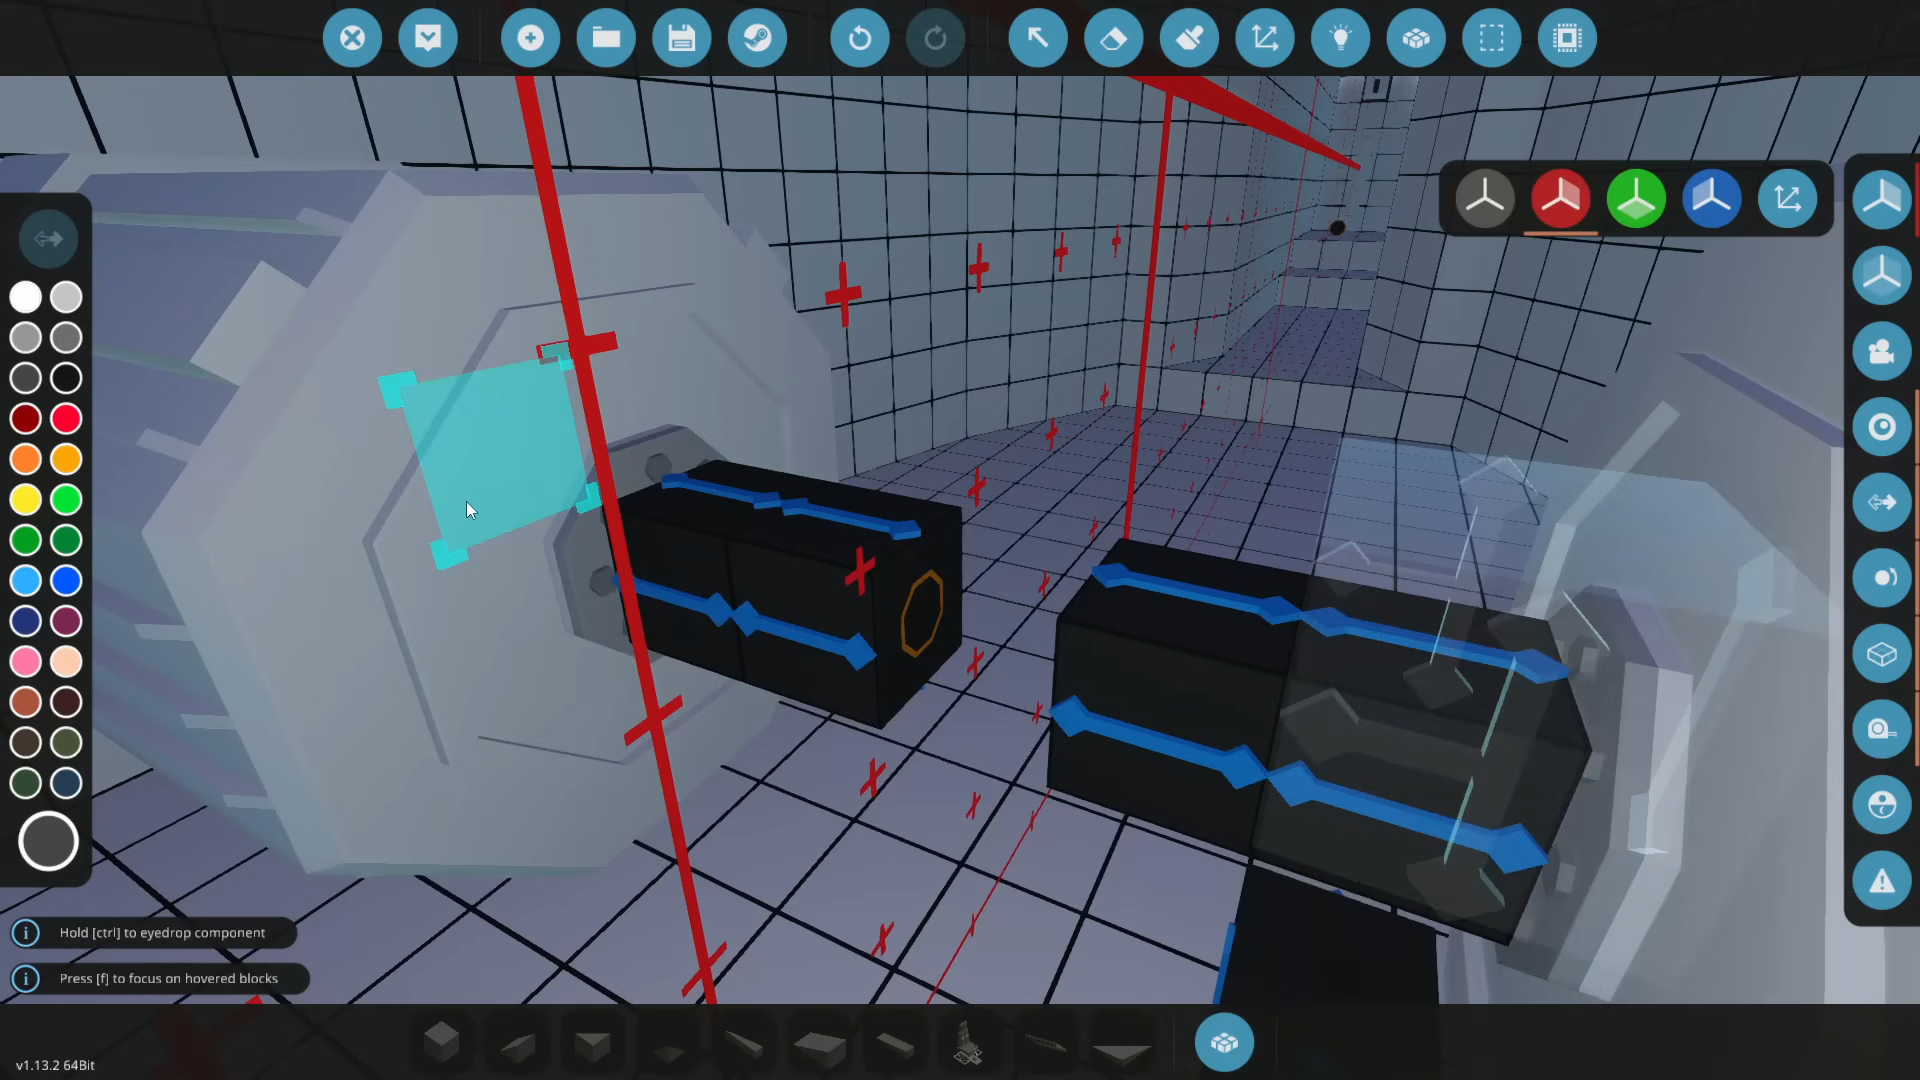 Hold [ctrl] to eyedrop component
Press [f] to focus on hovered blocks
v1.13.2 64Bit